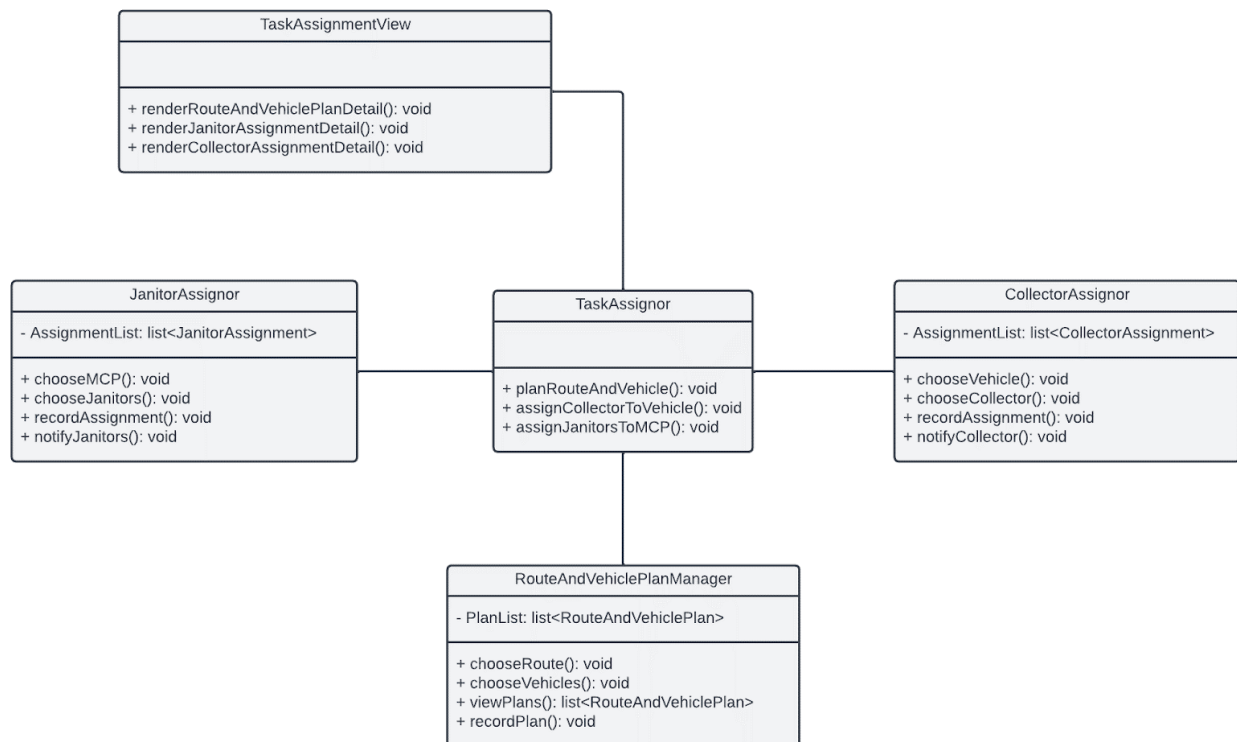 TaskAssignmentView
+ renderRouteAndVehiclePlanDetail(): void
+ renderJanitorAssignmentDetail(): void
+ renderCollectorAssignmentDetail(): void
JanitorAssignor
- AssignmentList: list<JanitorAssignment>
+ chooseMCP(): void
+ chooseJanitors(): void
+ recordAssignment(): void
+ notifyJanitors(): void
TaskAssignor
+ planRouteAndVehicle(): void
+ assignCollectorToVehicle(): void
+ assignJanitorsToMCP(): void
CollectorAssignor
- AssignmentList: list<CollectorAssignment>
+ chooseVehicle(): void
+ chooseCollector(): void
+ recordAssignment(): void
+ notifyCollector(): void
RouteAndVehiclePlanManager
- PlanList: list<RouteAndVehiclePlan>
+ chooseRoute(): void
+ chooseVehicles(): void
+ viewPlans(): list<RouteAndVehiclePlan>
+ recordPlan(): void